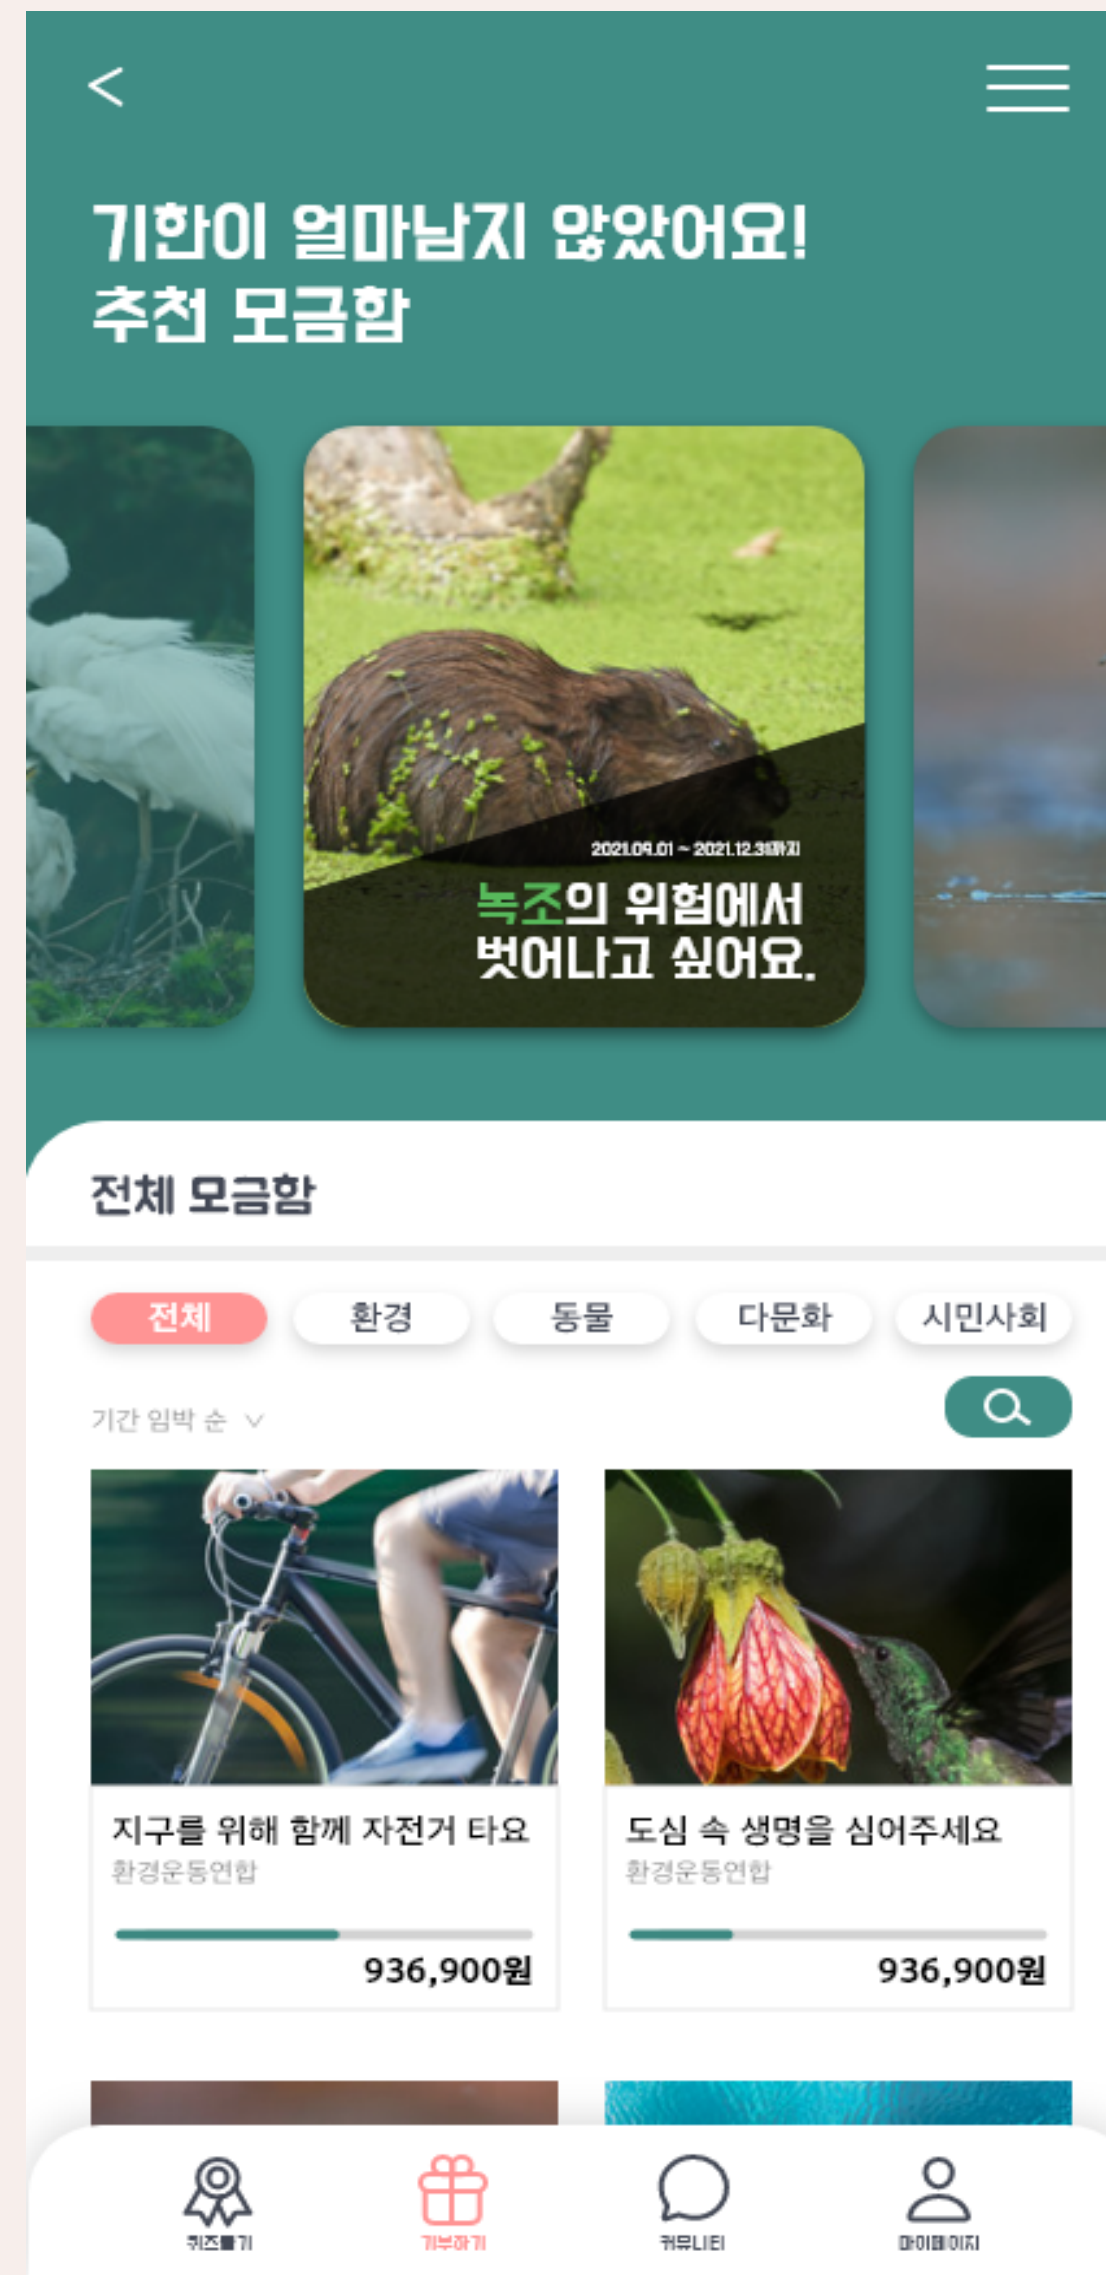 기한이 얼마남지 않았어요!
추천 모금함
2021.09.01 ~ 2021.12.31까지
녹조의 위험에서
벗어나고 싶어요.
전체 모금함
전체 환경 동물 다문화 시민사회
기간 임박 순
지구를 위해 함께 자전거 타요
환경운동연합
936,900원
도심 속 생명을 심어주세요
환경운동연합
936,900원
퀴즈풀기 기부하기 커뮤니티 마이페이지